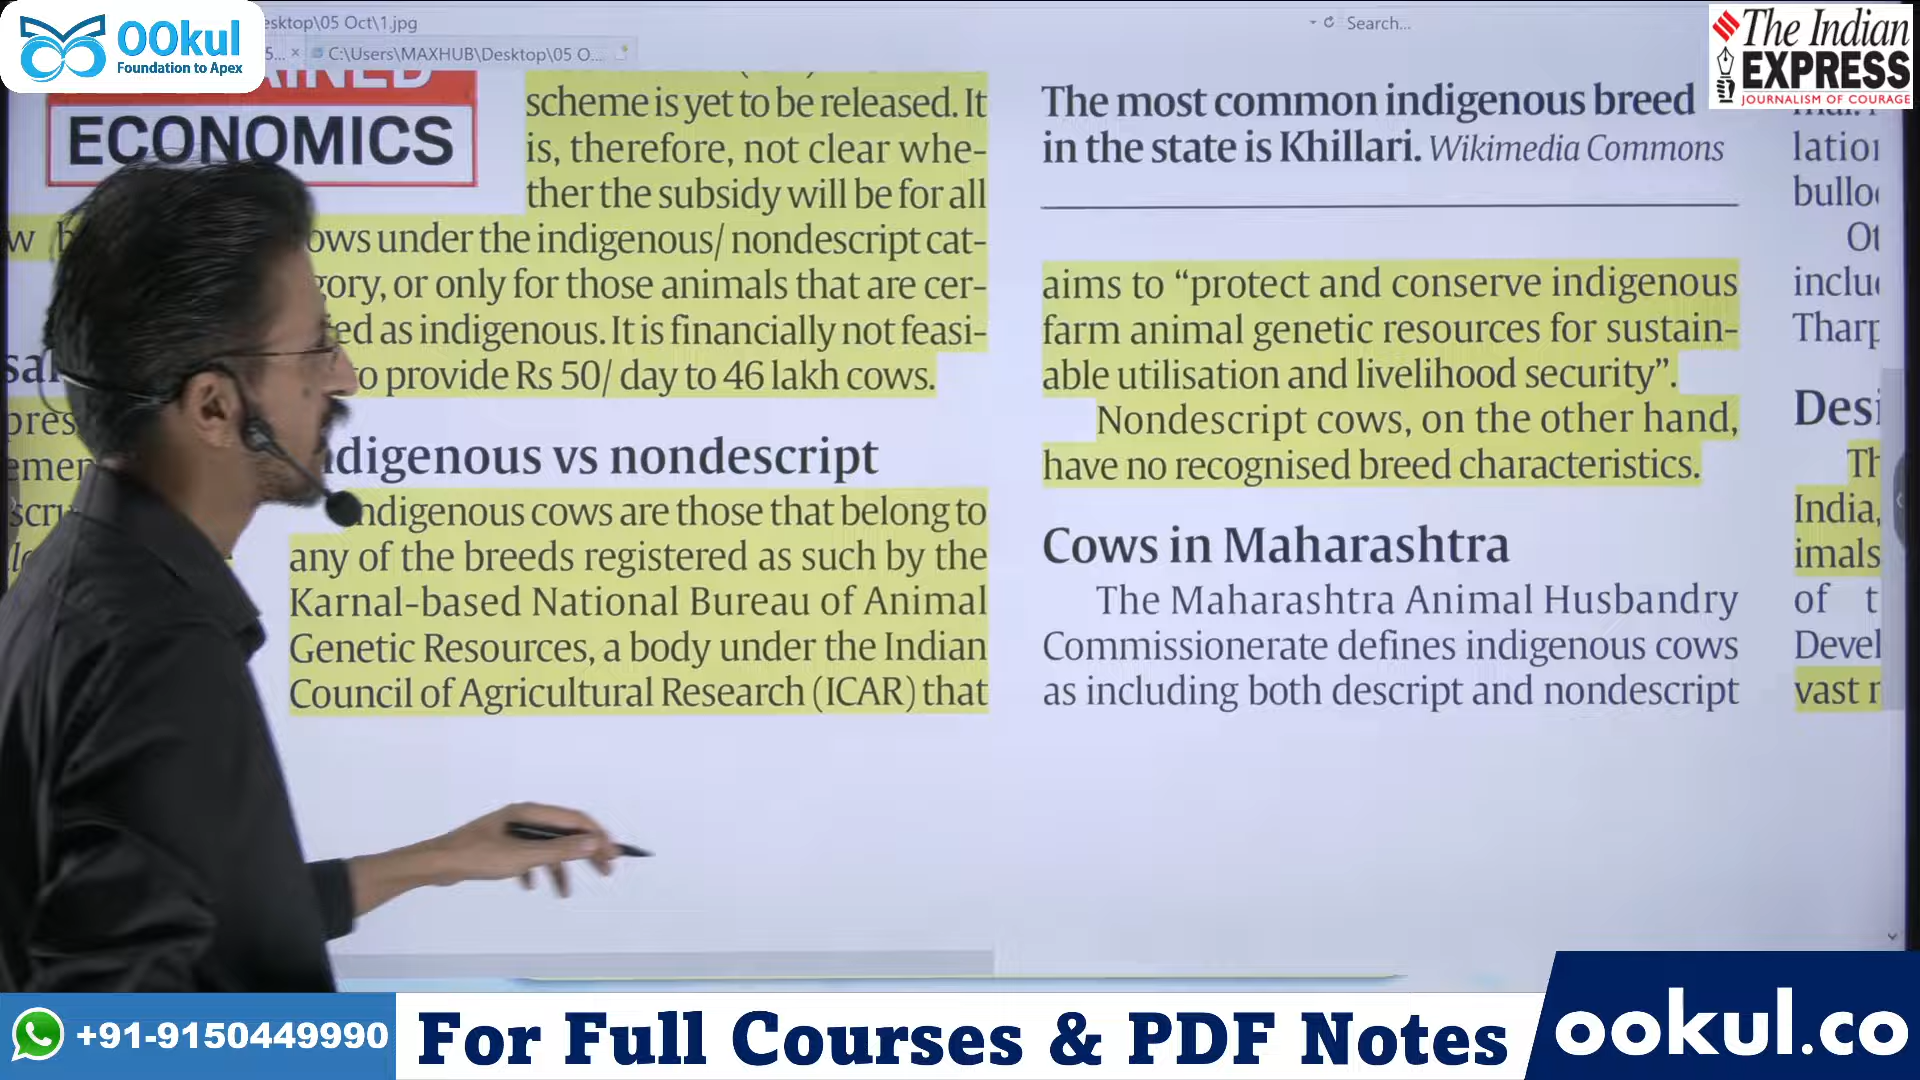 OOkul
Foundation to Apex
esktop\05 Oct\1.jpg
C:\Users\MAXHUB\Desktop\05 O...
Search...
The Indian
EXPRESS
JOURNALISM OF COURAGE
ECONOMICS
scheme is yet to be released. It
is, therefore, not clear whe-
ther the subsidy will be for all
ows under the indigenous/ nondescript cat-
gory, or only for those animals that are cer-
ed as indigenous. It is financially not feasi-
to provide Rs 50/ day to 46 lakh cows.
digenous vs nondescript
ndigenous cows are those that belong to
any of the breeds registered as such by the
Karnal-based National Bureau of Animal
Genetic Resources, a body under the Indian
Council of Agricultural Research (ICAR) that
The most common indigenous breed
in the state is Khillari. Wikimedia Commons
aims to “protect and conserve indigenous
farm animal genetic resources for sustain-
able utilisation and livelihood security”.
Nondescript cows, on the other hand,
have no recognised breed characteristics.
Cows in Maharashtra
The Maharashtra Animal Husbandry
Commissionerate defines indigenous cows
as including both descript and nondescript
Tharp
Desi
Th
India,
imals
of t
Devel
vast
+91-9150449990
For Full Courses & PDF Notes
ookul.co